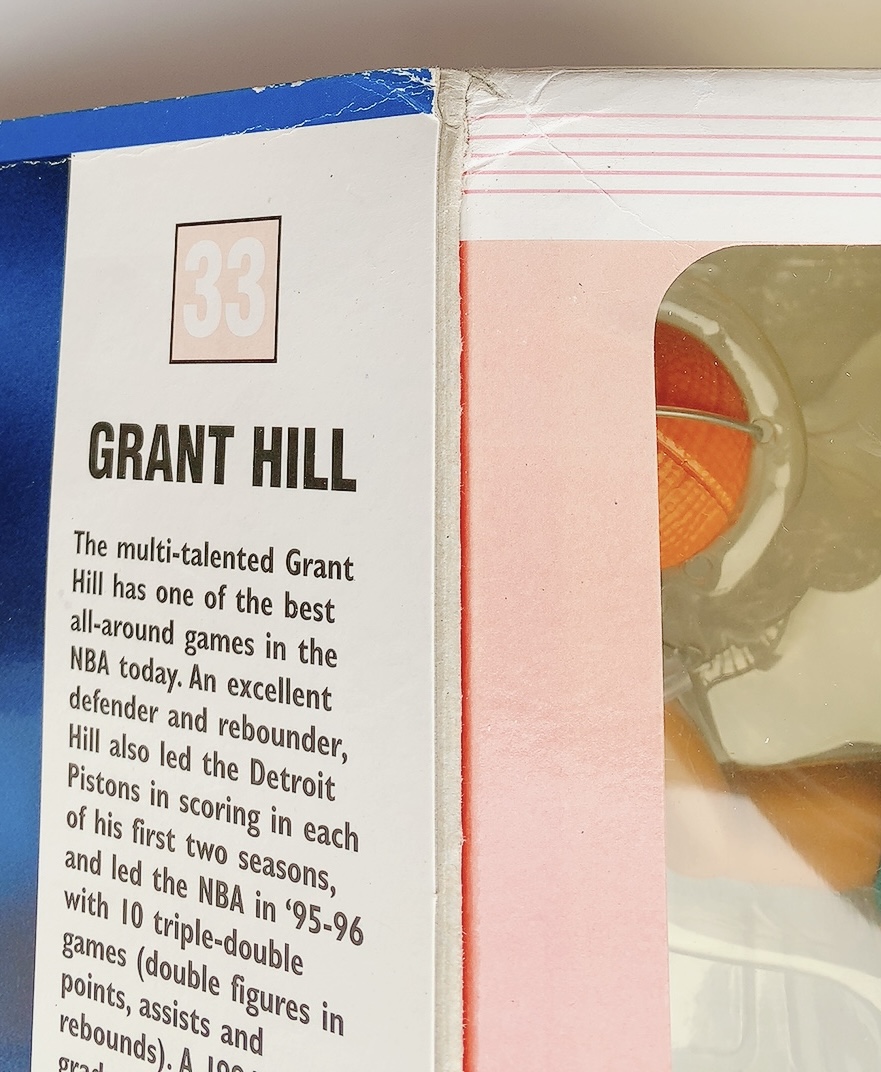 33
GRANT HILL
The multi-talented Grant
Hill has one of the best
all-around games in the
NBA today. An excellent
defender and rebounder,
Hill also led the Detroit
Pistons in scoring in each
of his first two seasons,
and led the NBA in ‘95-96
with 10 triple-double
games (double figures in
points, assists and
rebounds). A